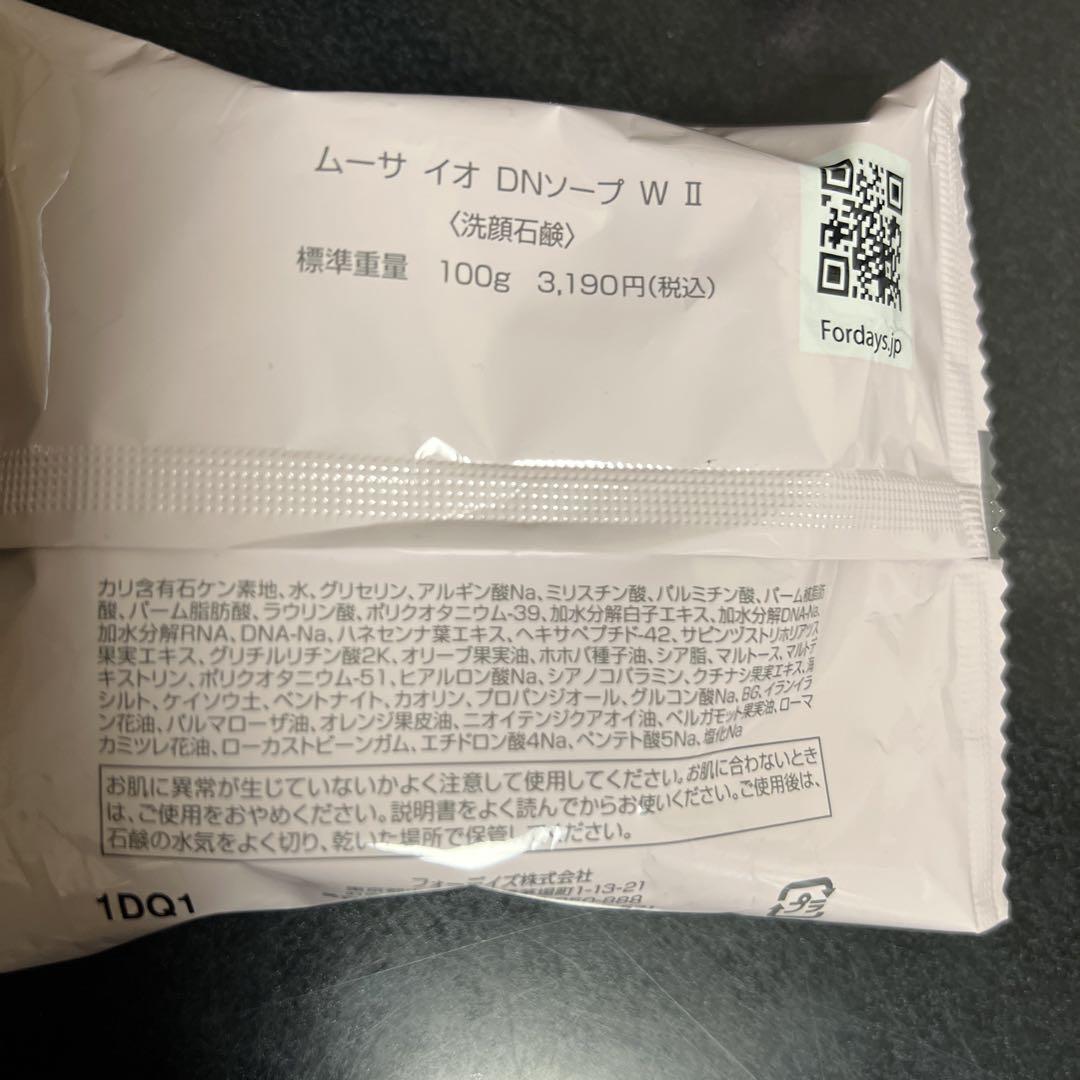 ムーサ イオ DNソープ W Ⅱ
〈洗顔石鹸〉
標準重量 100g 3,190円(税込)
Fordays.jp
カリ含有石ケン素地、水、グリセリン、アルギン酸Na、ミリスチン酸、パルミチン酸、パーム核脂肪
酸、パーム脂肪酸、ラウリン酸、ポリクオタニウム-39、加水分解白子エキス、加水分解DNA-Na、
加水分解RNA、DNA-Na、ハネセンナ葉エキス、ヘキサペプチド-42、サピンヅストリホリアツス
果実エキス、グリチルリチン酸2K、オリーブ果実油、ホホバ種子油、シア脂、マルトース、マルトデ
キストリン、ポリクオタニウム-51、ヒアルロン酸Na、シアノコバラミン、クチナシ果実エキス、海
シルト、ケイソウ土、ベントナイト、カオリン、プロパンジオール、グルコン酸Na、BG、イランイラ
ン花油、パルマローザ油、オレンジ果皮油、ニオイテンジクアオイ油、ベルガモット果実油、ローマ
カミツレ花油、ローカストビーンガム、エチドロン酸4Na、ペンテト酸5Na、塩化Na
お肌に異常が生じていないかよく注意して使用してください。お肌に合わないとき
は、ご使用をおやめください。説明書をよく読んでからお使いください。ご使用後は、
石鹸の水気をよく切り、乾いた場所で保管してください。
フォーデイズ株式会社
町1-13-21
1DQ1
プラ